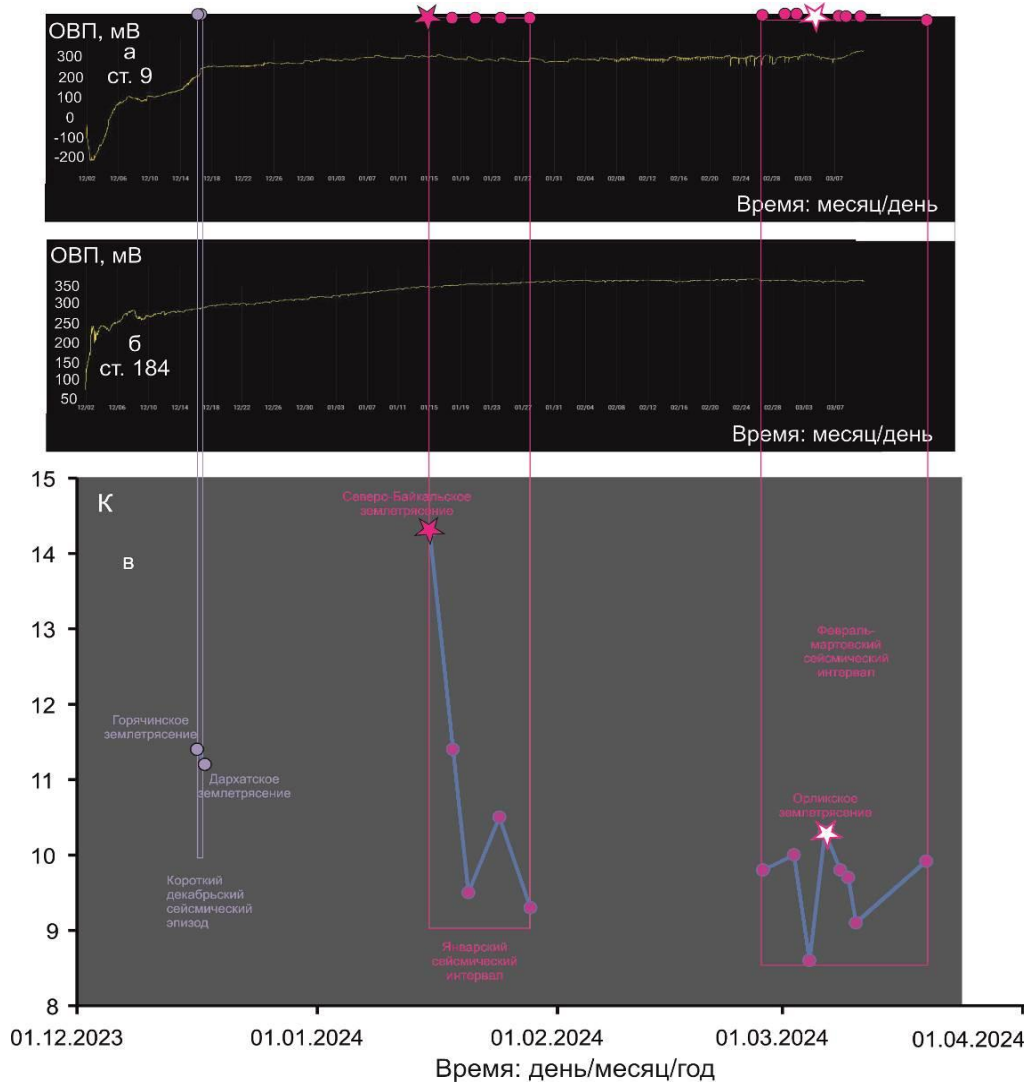 ОВП, мВ
а
ст. 9
300
200
100
0
-100
-200
12/02 12/06 12/10 12/14 12/18 12/22 12/26 12/30 01/03 01/07 01/11 01/15 01/19 01/23 01/27 01/31 02/04 02/08 02/12 02/16 02/20 02/24 02/28 03/03 03/07
Время: месяц/день
ОВП, мВ
350
300
250
200
150
100
50
б
ст. 184
12/02 12/06 12/10 12/14 12/18 12/22 12/26 12/30 01/03 01/07 01/11 01/15 01/19 01/23 01/27 01/31 02/04 02/08 02/12 02/16 02/20 02/24 02/28 03/03 03/07
Время: месяц/день
15
14
13
12
11
10
9
8
К
в
Северо-Байкальское
землетрясение
Горячинское
землетрясение
Дархатское
землетрясение
Короткий
декабрьский
сейсмический
эпизод
Январский
сейсмический
интервал
Февраль-
мартовский
сейсмический
интервал
Орликское
землетрясение
01.12.2023 01.01.2024 01.02.2024 01.03.2024 01.04.2024
Время: день/месяц/год